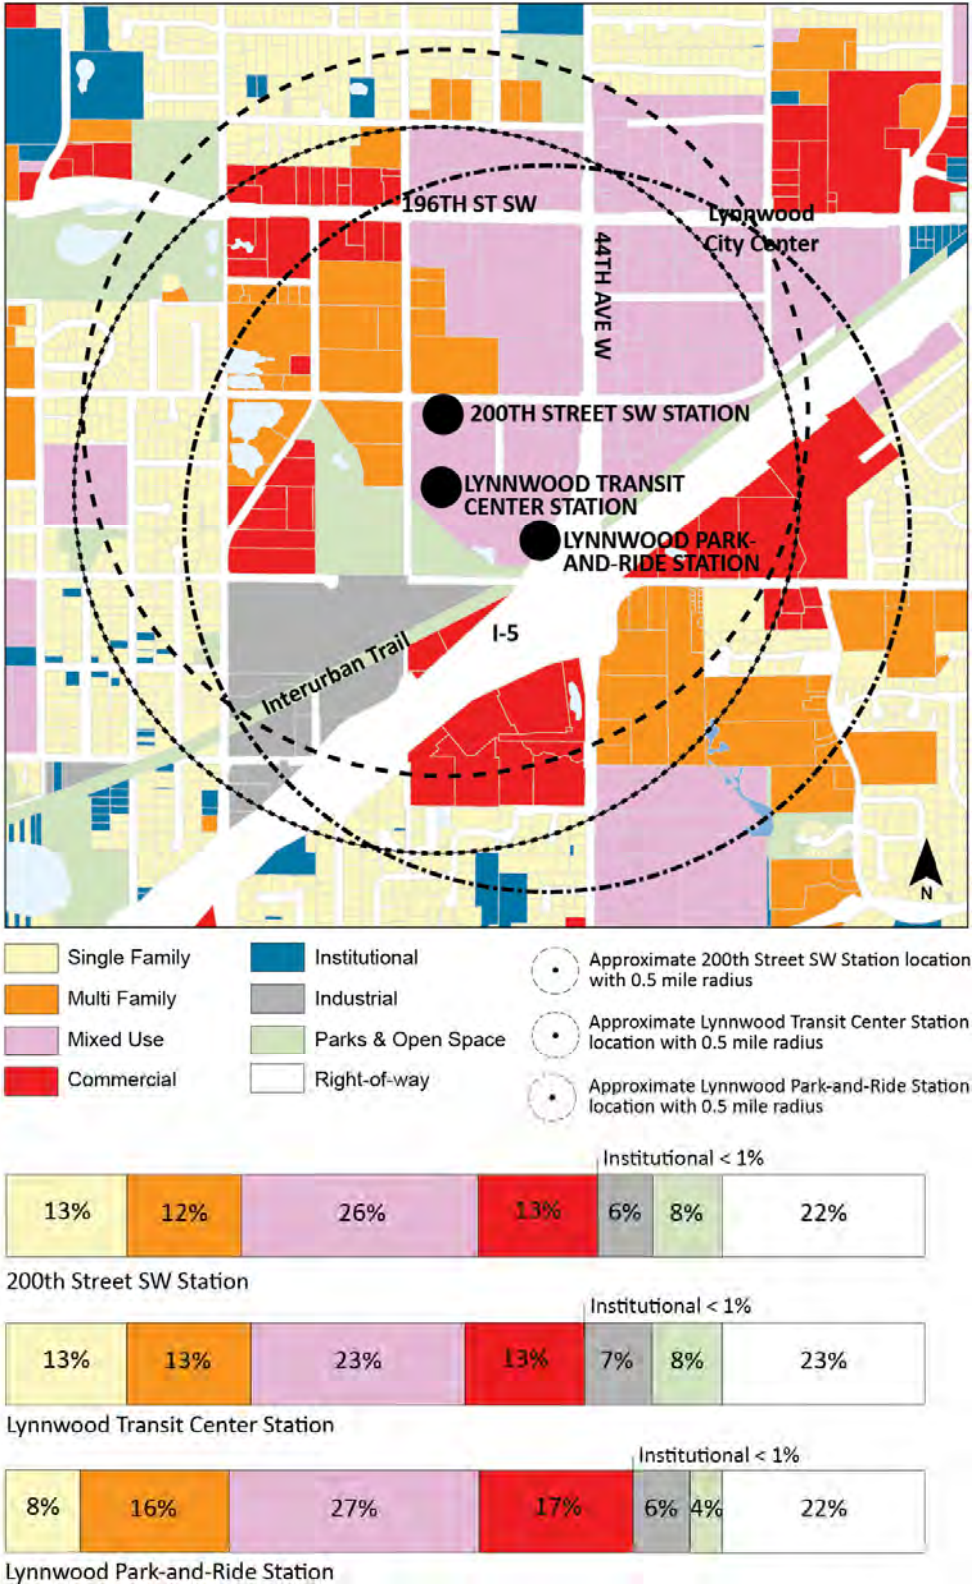 196TH ST SW
Lynnwood
City Center
44TH AVE W
200TH STREET SW STATION
LYNNWOOD TRANSIT
CENTER STATION
LYNNWOOD PARK-
AND-RIDE STATION
I-5
Interurban Trail
N
Single Family
Multi Family
Mixed Use
Commercial
Institutional
Industrial
Parks & Open Space
Right-of-way
Approximate 200th Street SW Station location
with 0.5 mile radius
Approximate Lynnwood Transit Center Station
location with 0.5 mile radius
Approximate Lynnwood Park-and-Ride Station
location with 0.5 mile radius
Institutional < 1%
13% 12% 26% 13% 6% 8% 22%
200th Street SW Station
Institutional < 1%
13% 13% 23% 13% 7% 8% 23%
Lynnwood Transit Center Station
Institutional < 1%
8% 16% 27% 17% 6% 4% 22%
Lynnwood Park-and-Ride Station